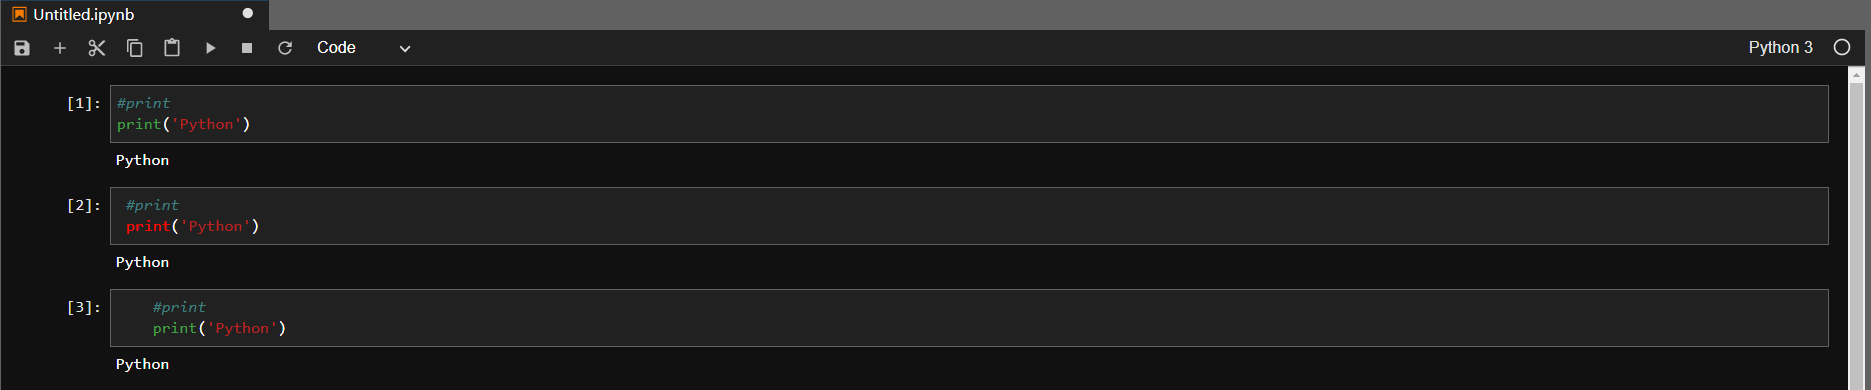 Untitled.ipynb
Code
Python 3
[1]:
#print
print('Python')
Python
[2]:
 #print
 print('Python')
Python
[3]:
    #print
    print('Python')
Python